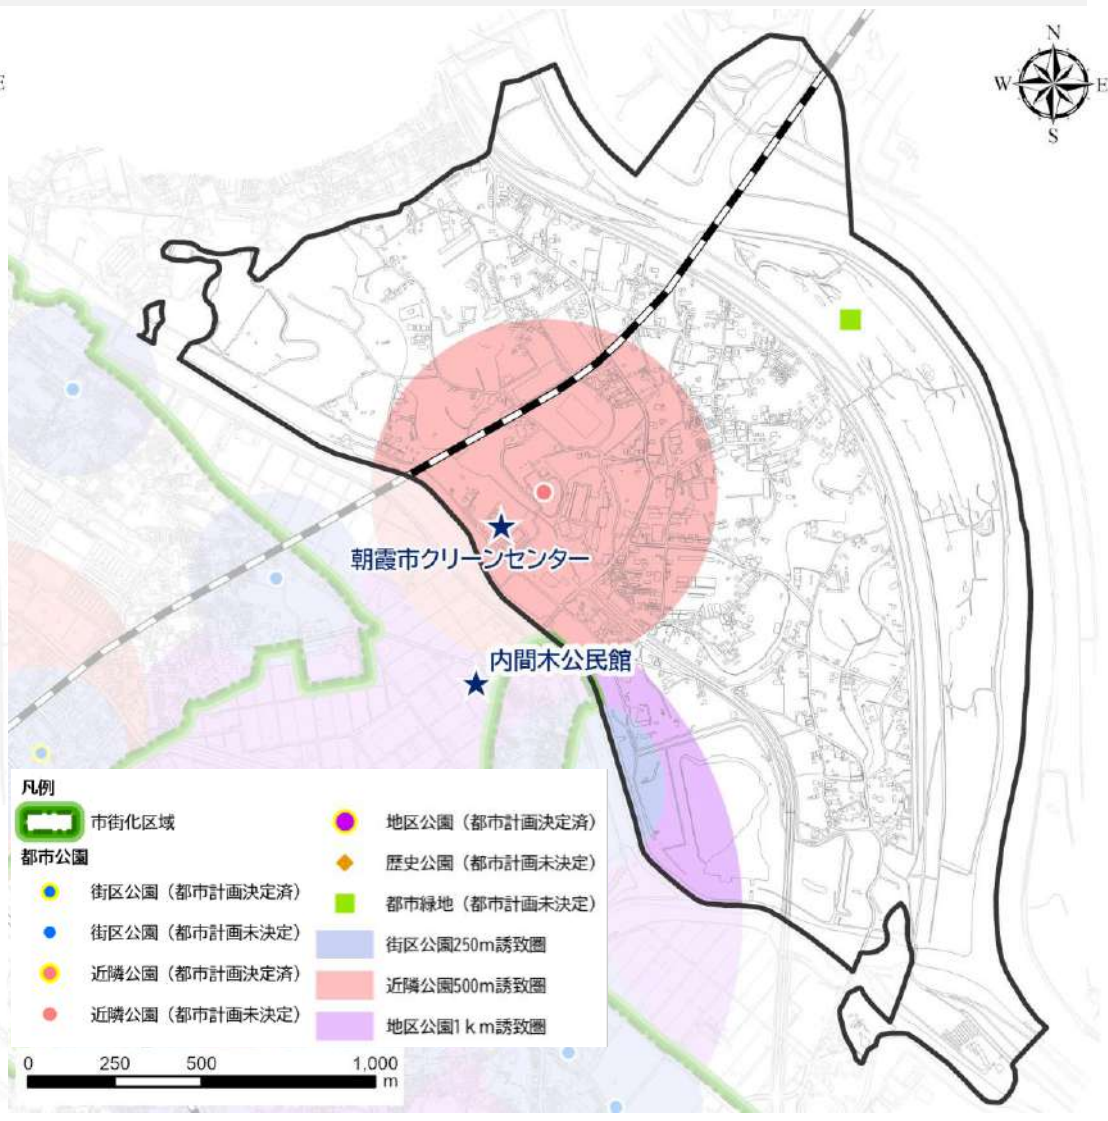 N
W E
S
E
朝霞市クリーンセンター
内間木公民館
凡例
市街化区域
都市公園
街区公園（都市計画決定済）
街区公園（都市計画未決定）
近隣公園（都市計画決定済）
近隣公園（都市計画未決定）
地区公園（都市計画決定済）
歴史公園（都市計画未決定）
都市緑地（都市計画未決定）
街区公園250m誘致圏
近隣公園500m誘致圏
地区公園1ｋm誘致圏
0 250 500 1,000
m